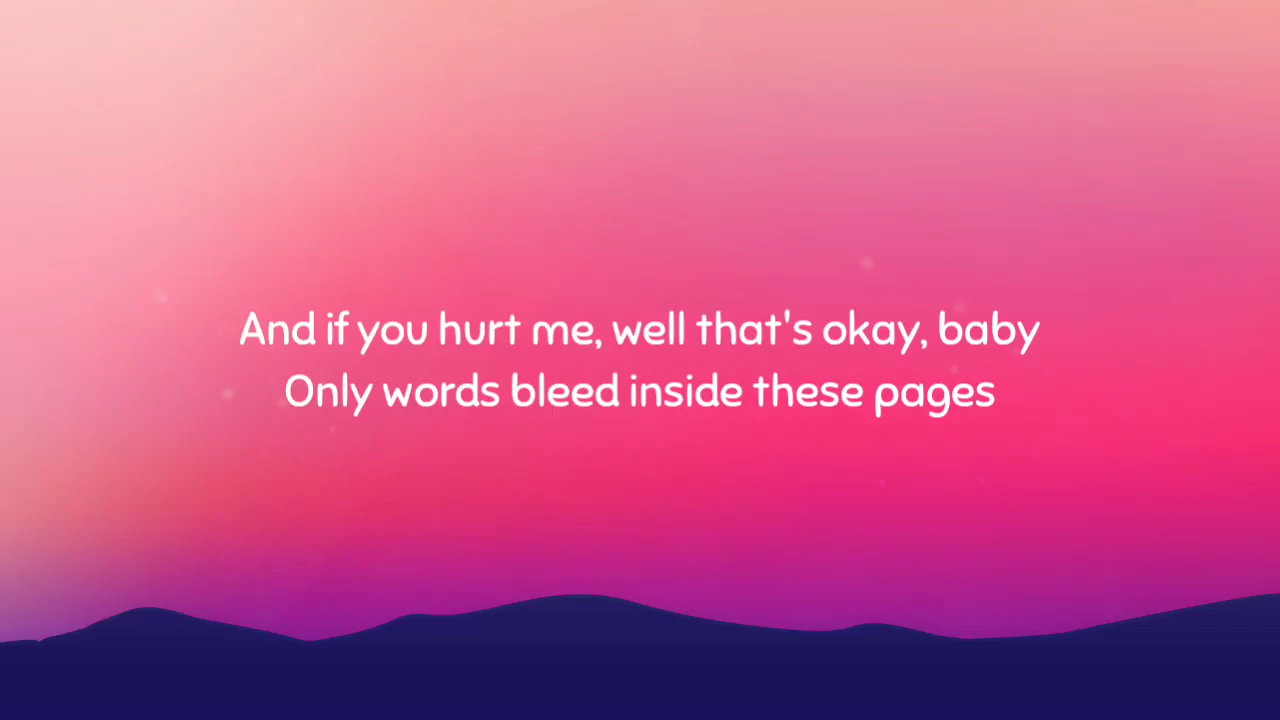 And if you hurt me, well that's okay, baby
Only words bleed inside these pages